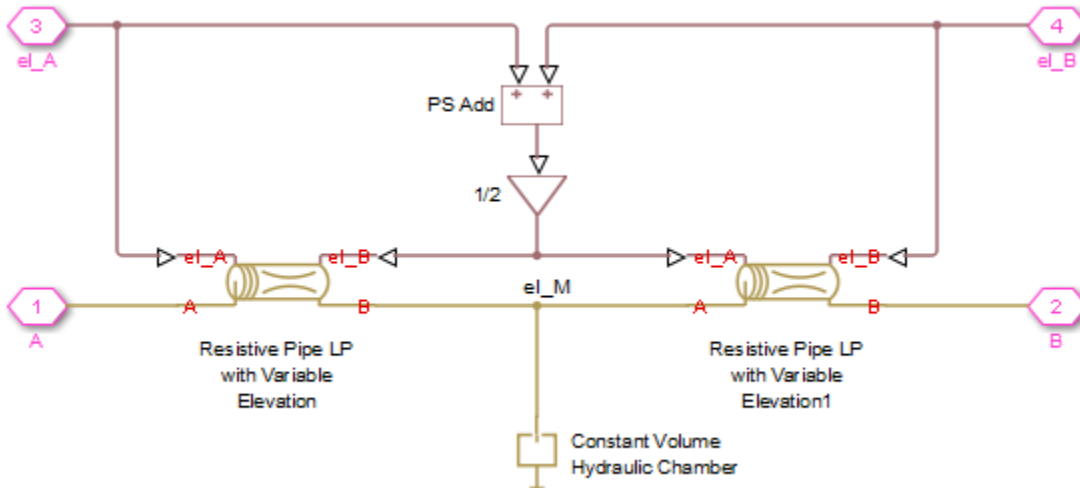 3
4
el_A
el_B
PS Add
+ +
1/2
el_A
el_B
el_A
el_B
el_M
1
A
B
A
B
2
A
B
Resistive Pipe LP
with Variable
Elevation
Resistive Pipe LP
with Variable
Elevation1
Constant Volume
Hydraulic Chamber